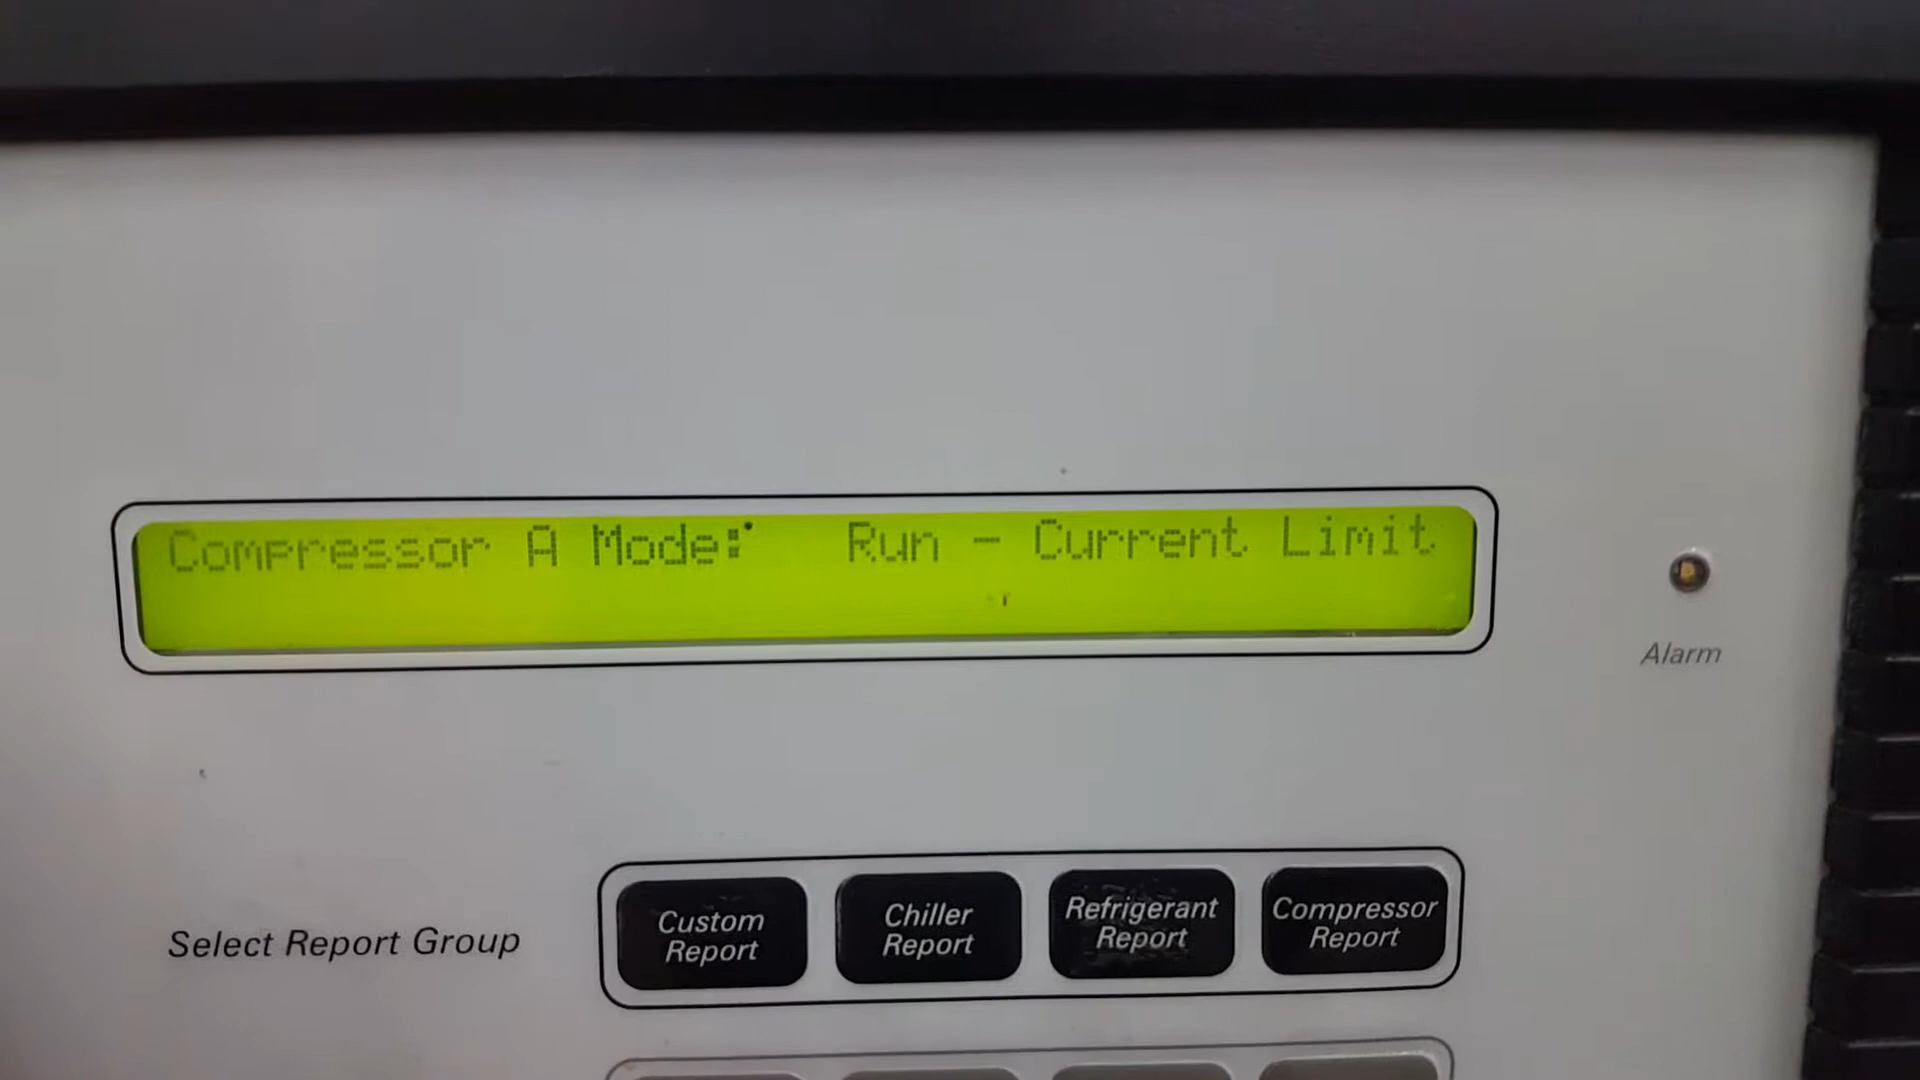 Compressor A Mode: Run - Current Limit
Alarm
Select Report Group
Custom
Report
Chiller
Report
Refrigerant
Report
Compressor
Report